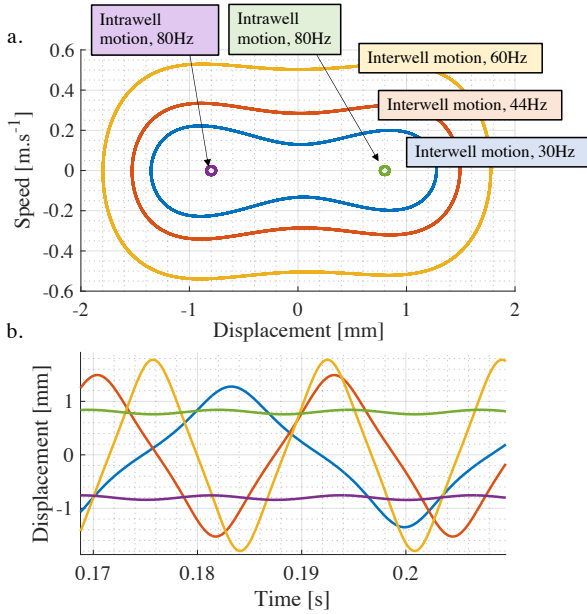 a.
Intrawell
motion, 80Hz
Intrawell
motion, 80Hz
Interwell motion, 60Hz
Interwell motion, 44Hz
Interwell motion, 30Hz
Speed [m.s-1]
0.6
0.4
0.2
0
-0.2
-0.4
-0.6
-2
-1
0
1
2
Displacement [mm]
b.
Displacement [mm]
1
0
-1
0.17
0.18
0.19
0.2
Time [s]